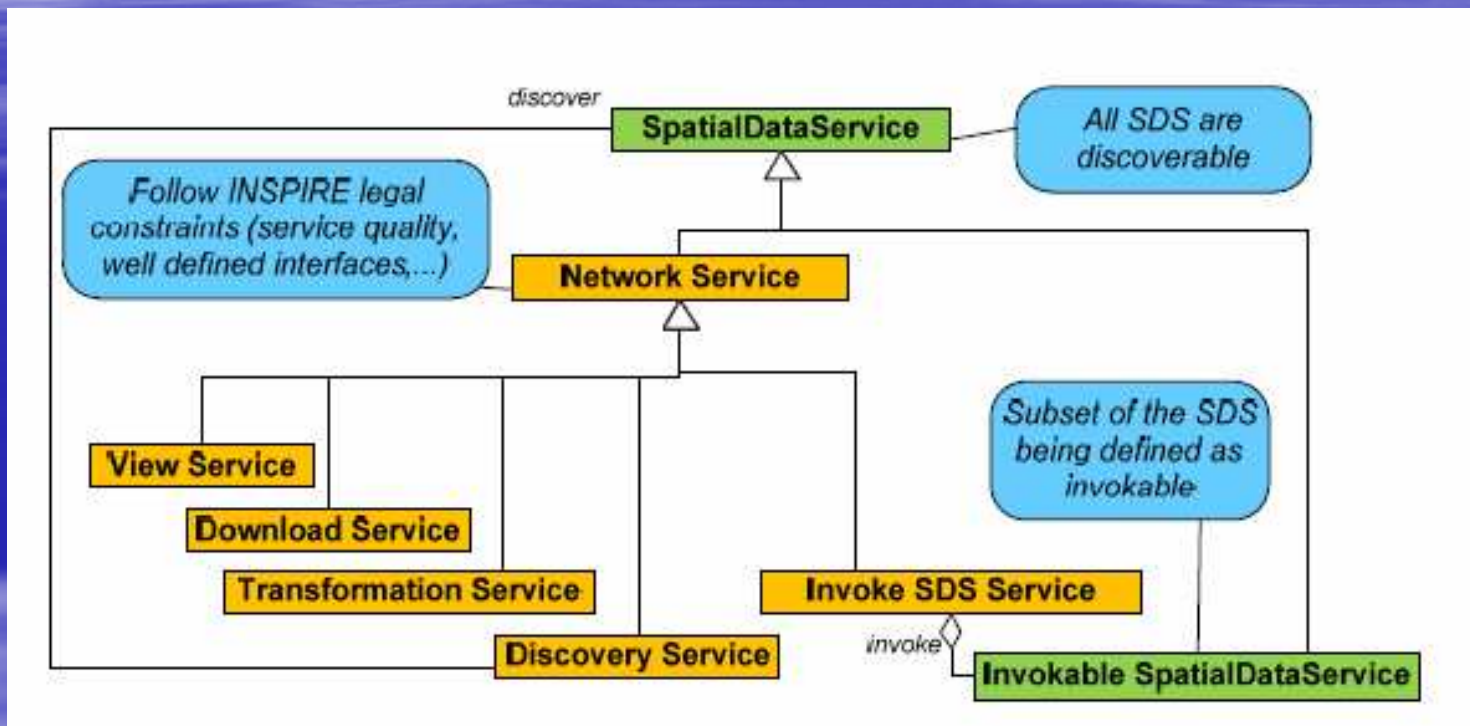 discover
SpatialDataService
All SDS are
discoverable
Follow INSPIRE legal
constraints (service quality,
well defined interfaces,...)
Network Service
Subset of the SDS
being defined as
invokable
View Service
Download Service
Transformation Service
Invoke SDS Service
Discovery Service
invoke
Invokable SpatialDataService